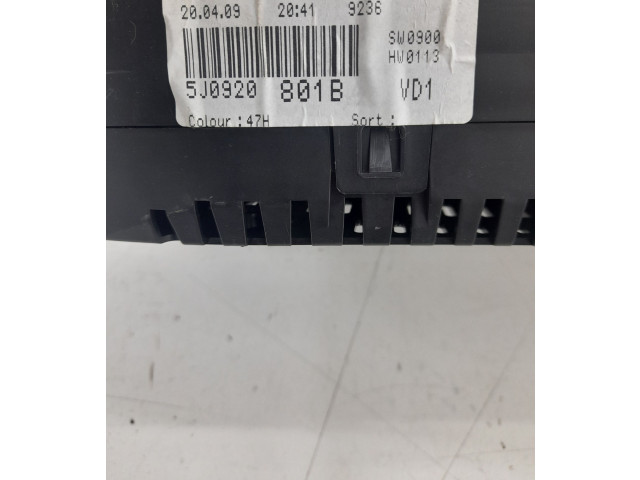 20.04.09 20:41 9236
SW0900
HW0113
5J0920 801B VD1
Colour : 47H Sort :